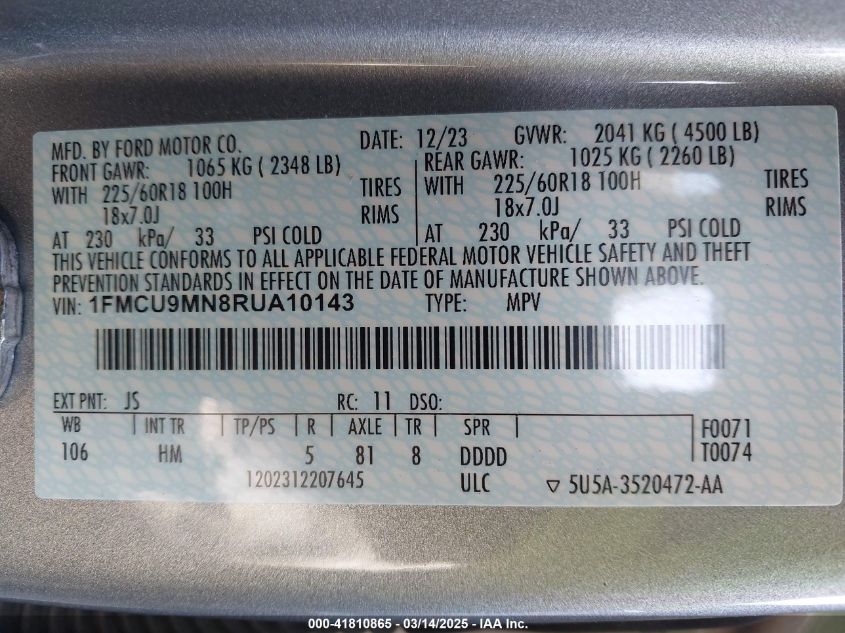 MFD. BY FORD MOTOR CO. DATE: 12/23 GVWR: 2041 KG ( 4500 LB)
FRONT GAWR: 1065 KG ( 2348 LB) REAR GAWR: 1025 KG ( 2260 LB)
WITH 225/60R18 100H TIRES WITH 225/60R18 100H TIRES
18x7.0J RIMS 18x7.0J RIMS
AT 230 kPa/ 33 PSI COLD AT 230 kPa/ 33 PSI COLD
THIS VEHICLE CONFORMS TO ALL APPLICABLE FEDERAL MOTOR VEHICLE SAFETY AND THEFT
PREVENTION STANDARDS IN EFFECT ON THE DATE OF MANUFACTURE SHOWN ABOVE.
VIN: 1FMCU9MN8RUA10143 TYPE: MPV
EXT PNT: JS RC: 11 DSO:
WB INT TR TP/PS R AXLE TR SPR F0071
106 HM 5 81 8 DDDD T0074
1202312207645 ULC ▽ 5U5A-3520472-AA
000-41810865 - 03/14/2025 - IAA Inc.